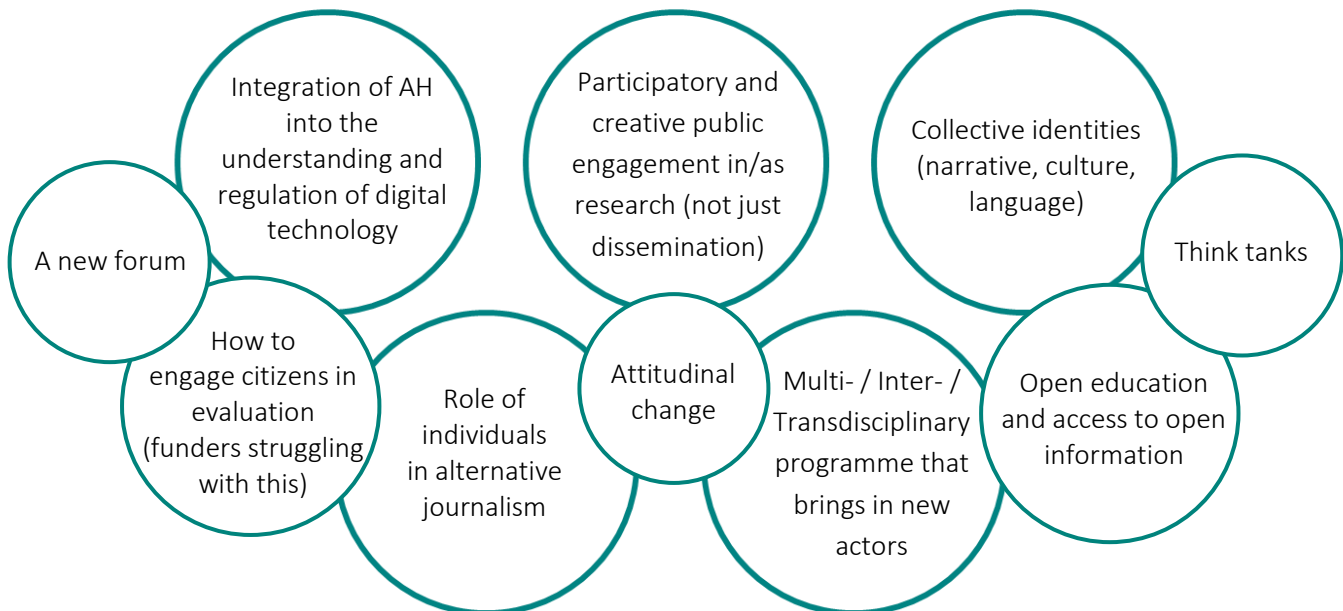 Integration of AH
into the
understanding and
regulation of digital
technology
Participatory and
creative public
engagement in/as
research (not just
dissemination)
Collective identities
(narrative, culture,
language)
A new forum
Think tanks
How to
engage citizens in
evaluation
(funders struggling
with this)
Role of
individuals
in alternative
journalism
Attitudinal
change
Multi- / Inter- /
Transdisciplinary
programme that
brings in new
actors
Open education
and access to open
information